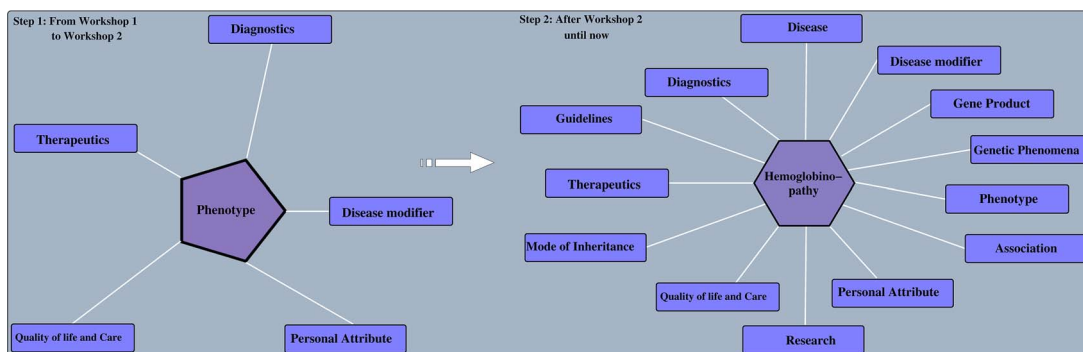 Step 1: From Workshop 1
to Workshop 2
Diagnostics
Therapeutics
Phenotype
Disease modifier
Quality of life and Care
Personal Attribute
Step 2: After Workshop 2
until now
Disease
Disease modifier
Diagnostics
Gene Product
Guidelines
Genetic Phenomena
Hemoglobino–
pathy
Therapeutics
Phenotype
Mode of Inheritance
Association
Quality of life and Care
Personal Attribute
Research